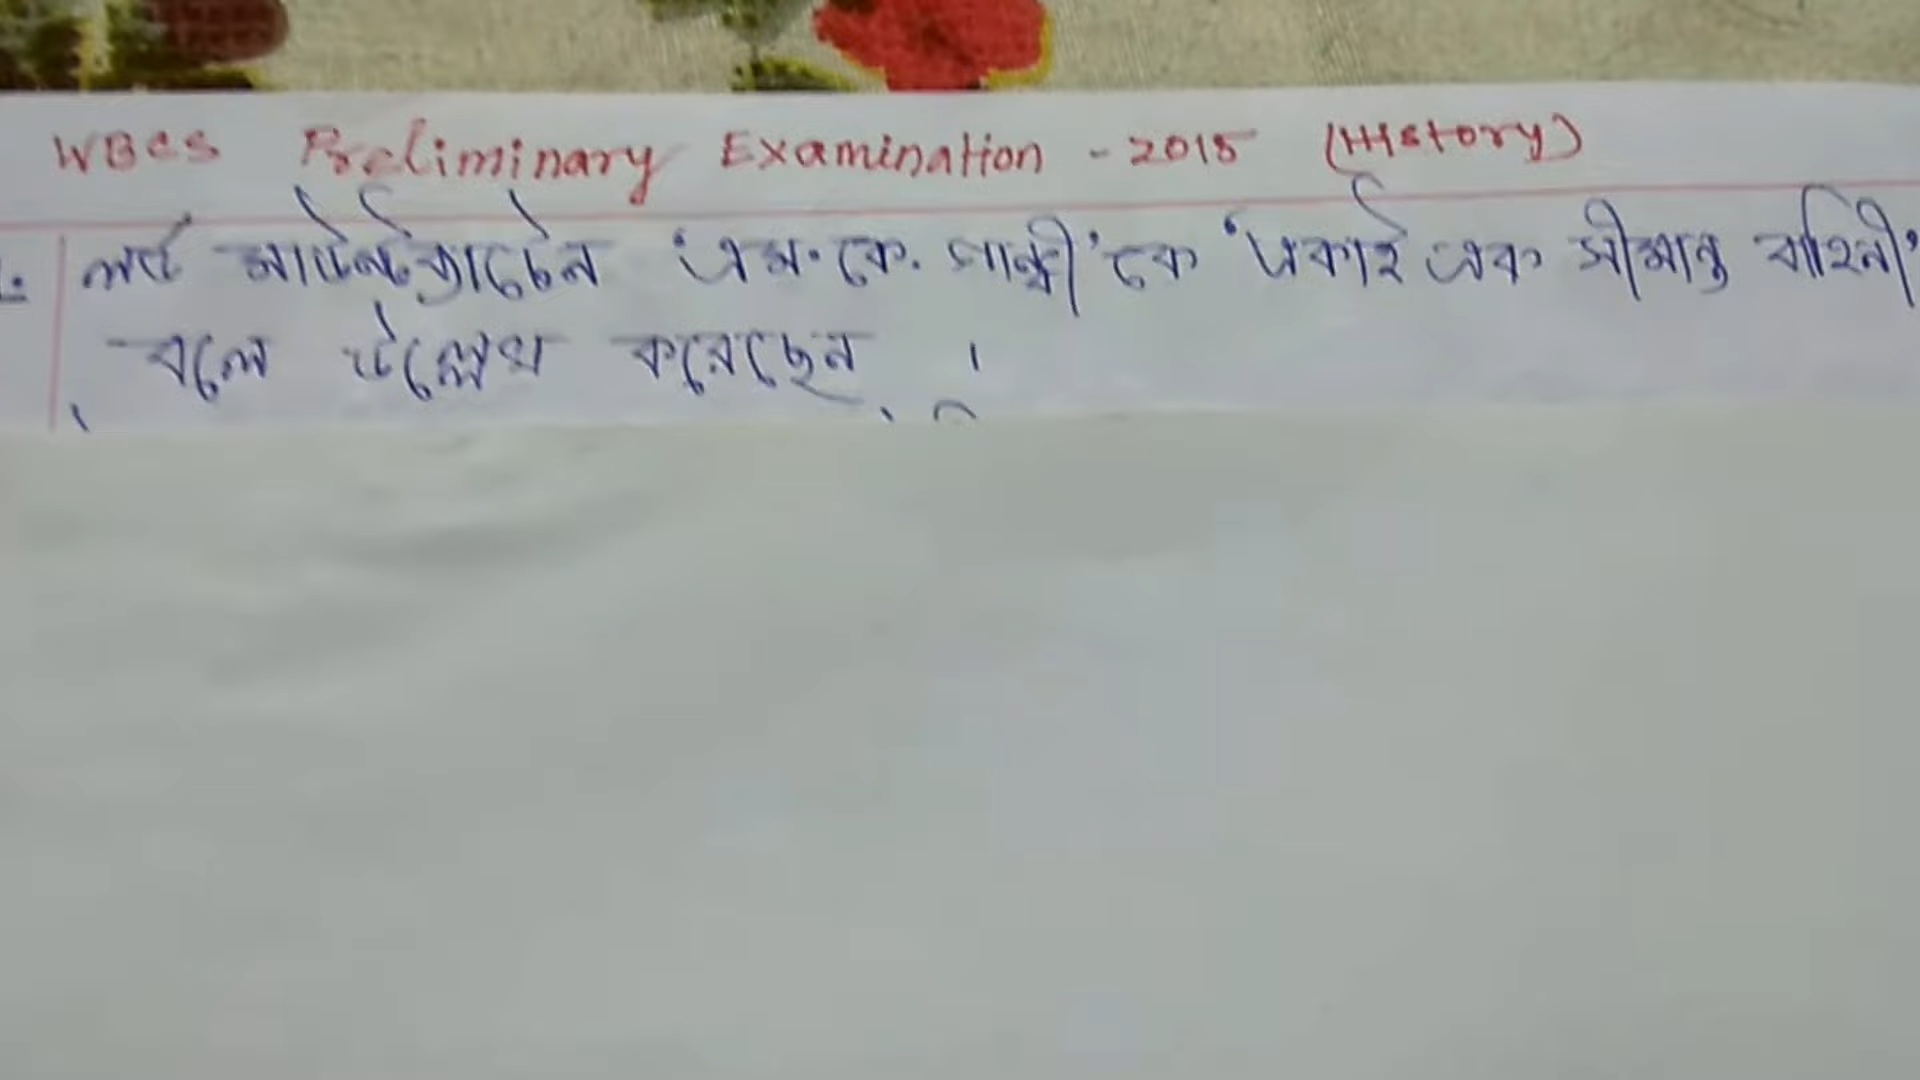 WBCS Preliminary Examination - 2015 (History)
লর্ড মাউন্টব্যাটেন 'এম. কে. গান্ধী' কে 'একাই এক সীমান্ত বাহিনী'
বলে উল্লেখ করেছেন ।